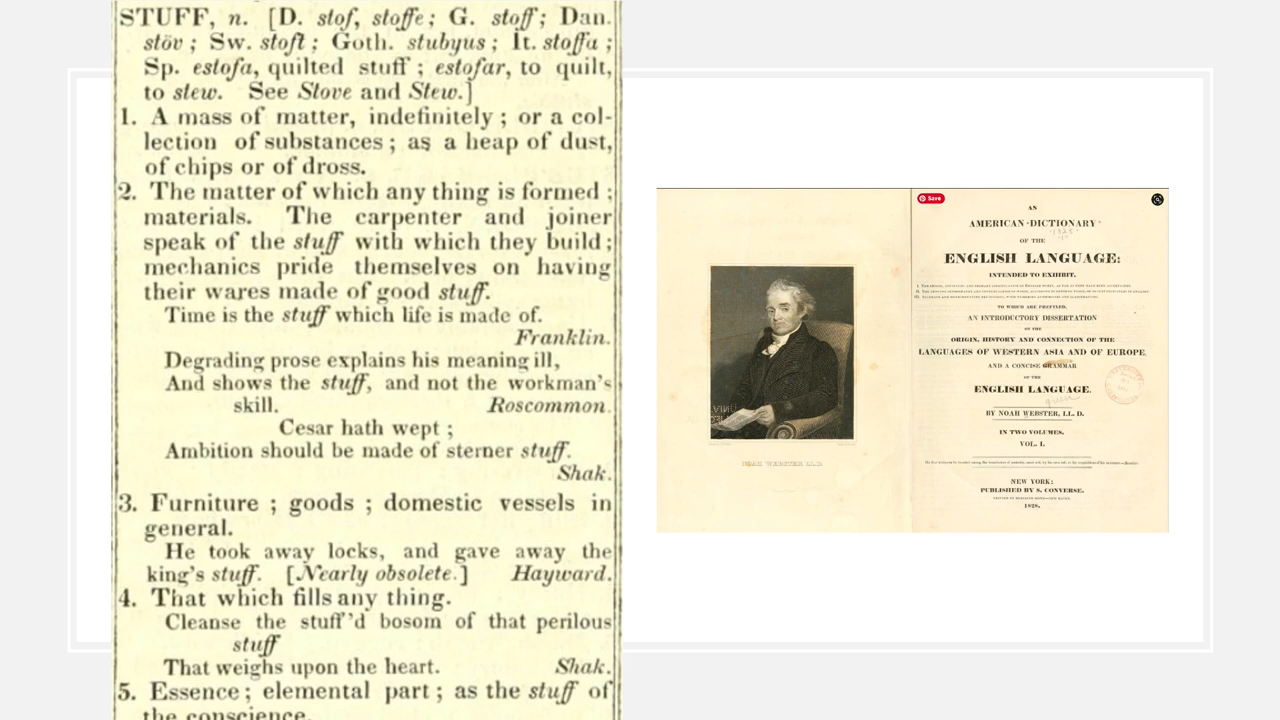 STUFF, n. [D. stof, stoffe; G. stoff; Dan.
stöv; Sw. stoft; Goth. stubyus; It. stoffa;
Sp. estofa, quilted stuff; estofar, to quilt,
to stew. See Stove and Stew.]
1. A mass of matter, indefinitely; or a col-
lection of substances; as a heap of dust,
of chips or of dross.
2. The matter of which any thing is formed;
materials. The carpenter and joiner
speak of the stuff with which they build;
mechanics pride themselves on having
their wares made of good stuff.
Time is the stuff which life is made of.
Franklin.
Degrading prose explains his meaning ill,
And shows the stuff, and not the workman's
skill. Roscommon.
Cesar hath wept;
Ambition should be made of sterner stuff.
Shak.
3. Furniture; goods; domestic vessels in
general.
He took away locks, and gave away the
king's stuff. [Nearly obsolete.] Hayward.
4. That which fills any thing.
Cleanse the stuff'd bosom of that perilous
stuff
That weighs upon the heart. Shak.
5. Essence; elemental part; as the stuff of
the conscience.
Save
NOAH WEBSTER LL.D.
AN
AMERICAN DICTIONARY
OF THE
ENGLISH LANGUAGE:
INTENDED TO EXHIBIT,
TO WHICH ARE PREFIXED,
AN INTRODUCTORY DISSERTATION
ON THE
ORIGIN, HISTORY AND CONNECTION OF THE
LANGUAGES OF WESTERN ASIA AND OF EUROPE,
AND A CONCISE GRAMMAR
OF THE
ENGLISH LANGUAGE.
BY NOAH WEBSTER, LL. D.
IN TWO VOLUMES.
VOL. I.
NEW YORK:
PUBLISHED BY S. CONVERSE.
1828.